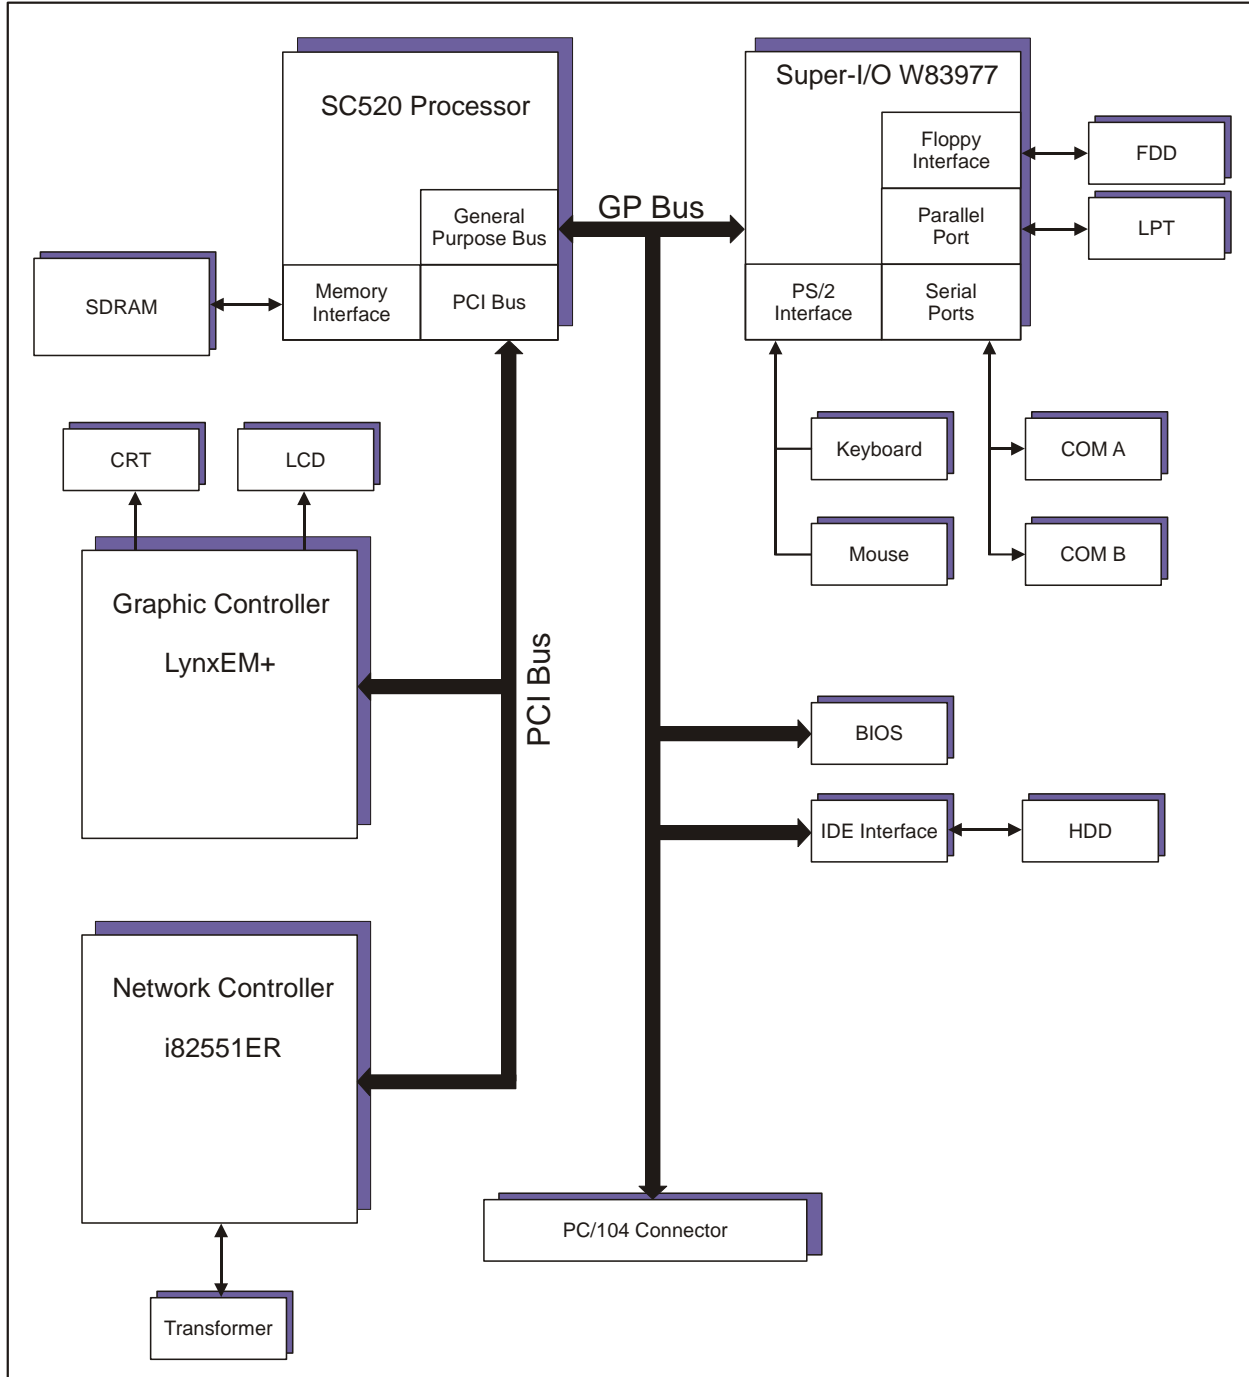 SC520 Processor
General
Purpose Bus
Memory
Interface
PCI Bus
SDRAM
GP Bus
Super-I/O W83977
Floppy
Interface
Parallel
Port
PS/2
Interface
Serial
Ports
FDD
LPT
CRT
LCD
Keyboard
COM A
Mouse
COM B
Graphic Controller
LynxEM+
PCI Bus
BIOS
IDE Interface
HDD
Network Controller
i82551ER
PC/104 Connector
Transformer